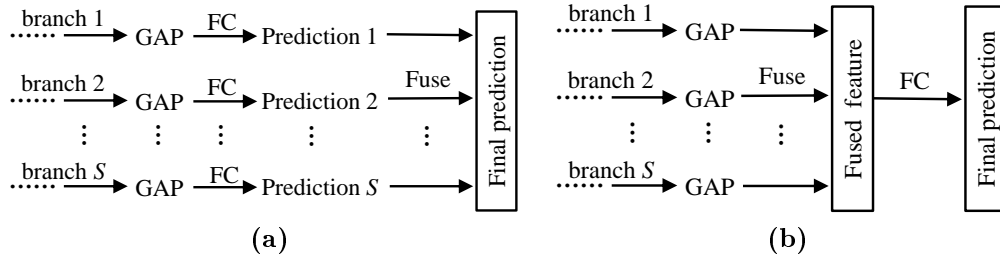 branch 1
GAP
FC
Prediction 1
branch 2
GAP
FC
Prediction 2
Fuse
branch S
GAP
FC
Prediction S
Final prediction
(a)
branch 1
GAP
branch 2
GAP
Fuse
branch S
GAP
Fused feature
FC
Final prediction
(b)